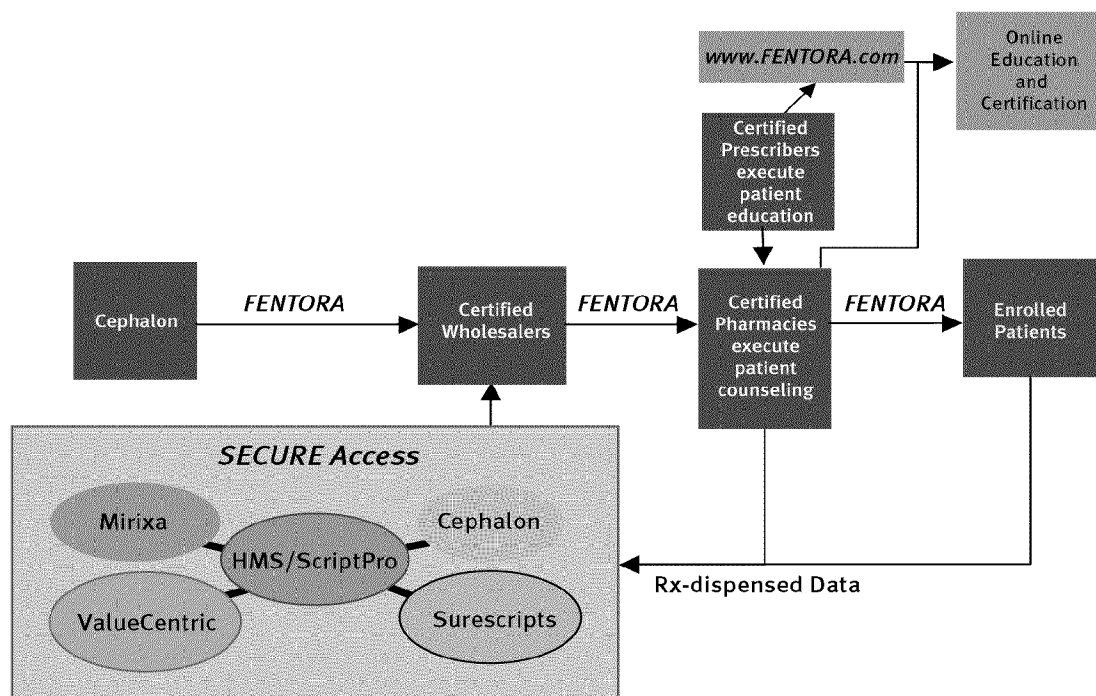 www.FENTORA.com
Online
Education
and
Certification
Certified
Prescribers
execute
patient
education
Cephalon
FENTORA
Certified
Wholesalers
FENTORA
Certified
Pharmacies
execute
patient
counseling
FENTORA
Enrolled
Patients
SECURE Access
Mirixa
Cephalon
HMS/ScriptPro
ValueCentric
Surescripts
Rx-dispensed Data